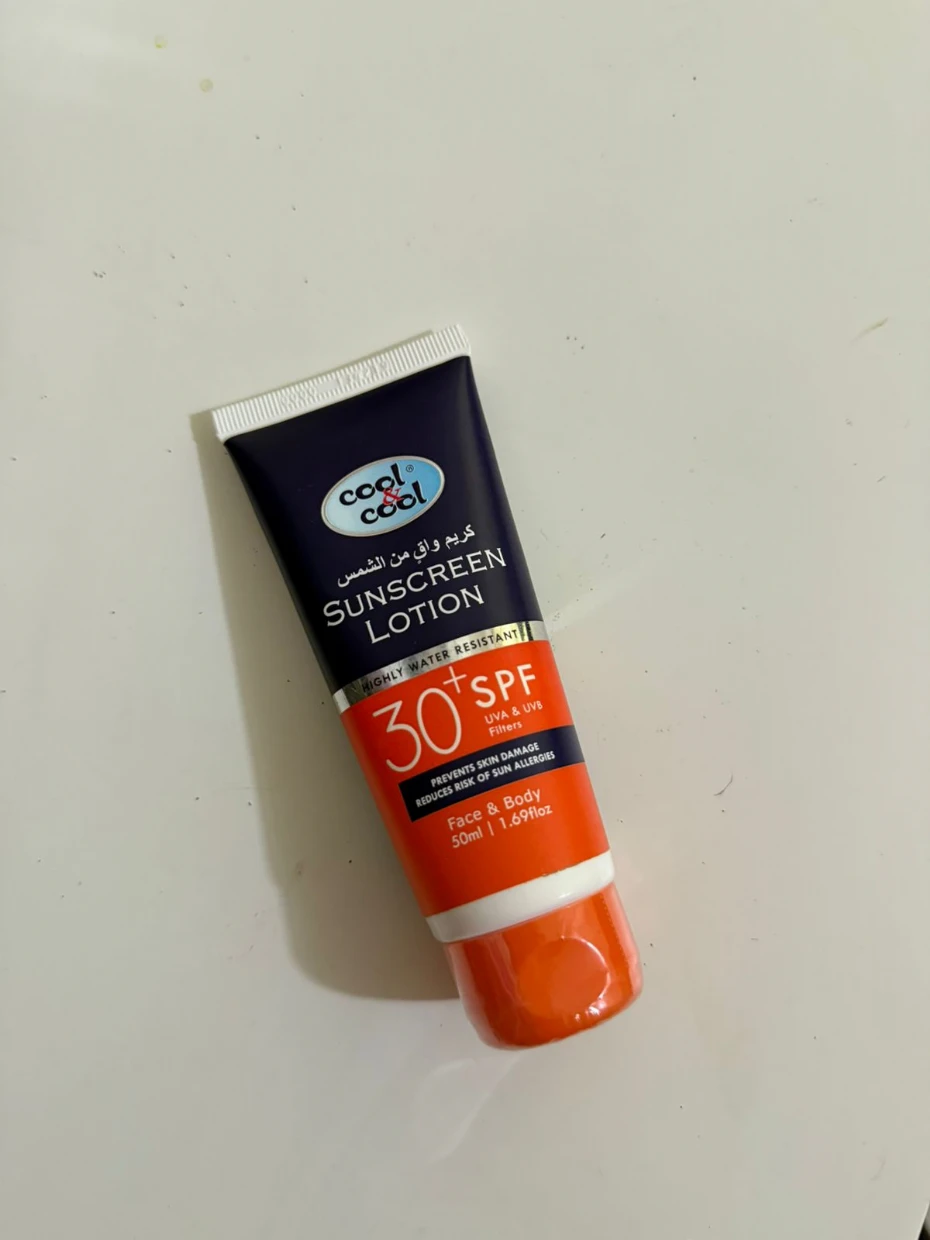 cool®
&
cool
كريم واقٍ من الشمس
SUNSCREEN
LOTION
HIGHLY WATER RESISTANT
30+ SPF
UVA & UVB
Filters
PREVENTS SKIN DAMAGE
REDUCES RISK OF SUN ALLERGIES
Face & Body
50ml | 1.69floz